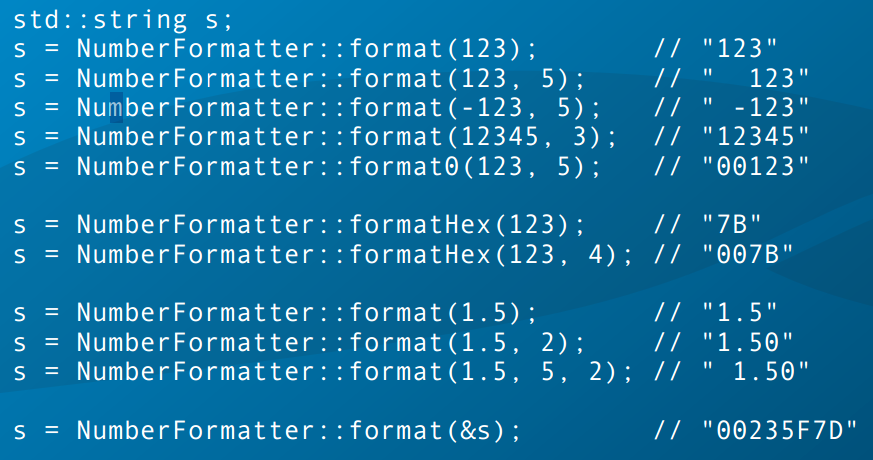 std::string s;
s = NumberFormatter::format(123);       // "123"
s = NumberFormatter::format(123, 5);    // "  123"
s = NumberFormatter::format(-123, 5);   // " -123"
s = NumberFormatter::format(12345, 3);  // "12345"
s = NumberFormatter::format0(123, 5);   // "00123"
s = NumberFormatter::formatHex(123);    // "7B"
s = NumberFormatter::formatHex(123, 4); // "007B"
s = NumberFormatter::format(1.5);       // "1.5"
s = NumberFormatter::format(1.5, 2);    // "1.50"
s = NumberFormatter::format(1.5, 5, 2); // " 1.50"
s = NumberFormatter::format(&s);        // "00235F7D"